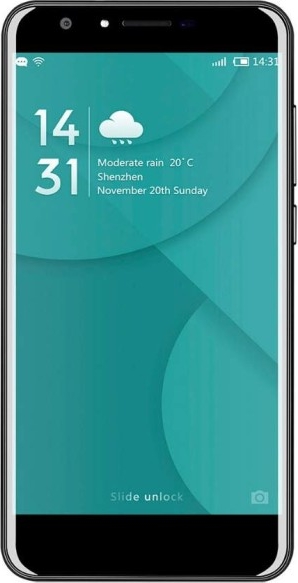 14:31
14
31
Moderate rain 20°C
Shenzhen
November 20th Sunday
Slide unlock